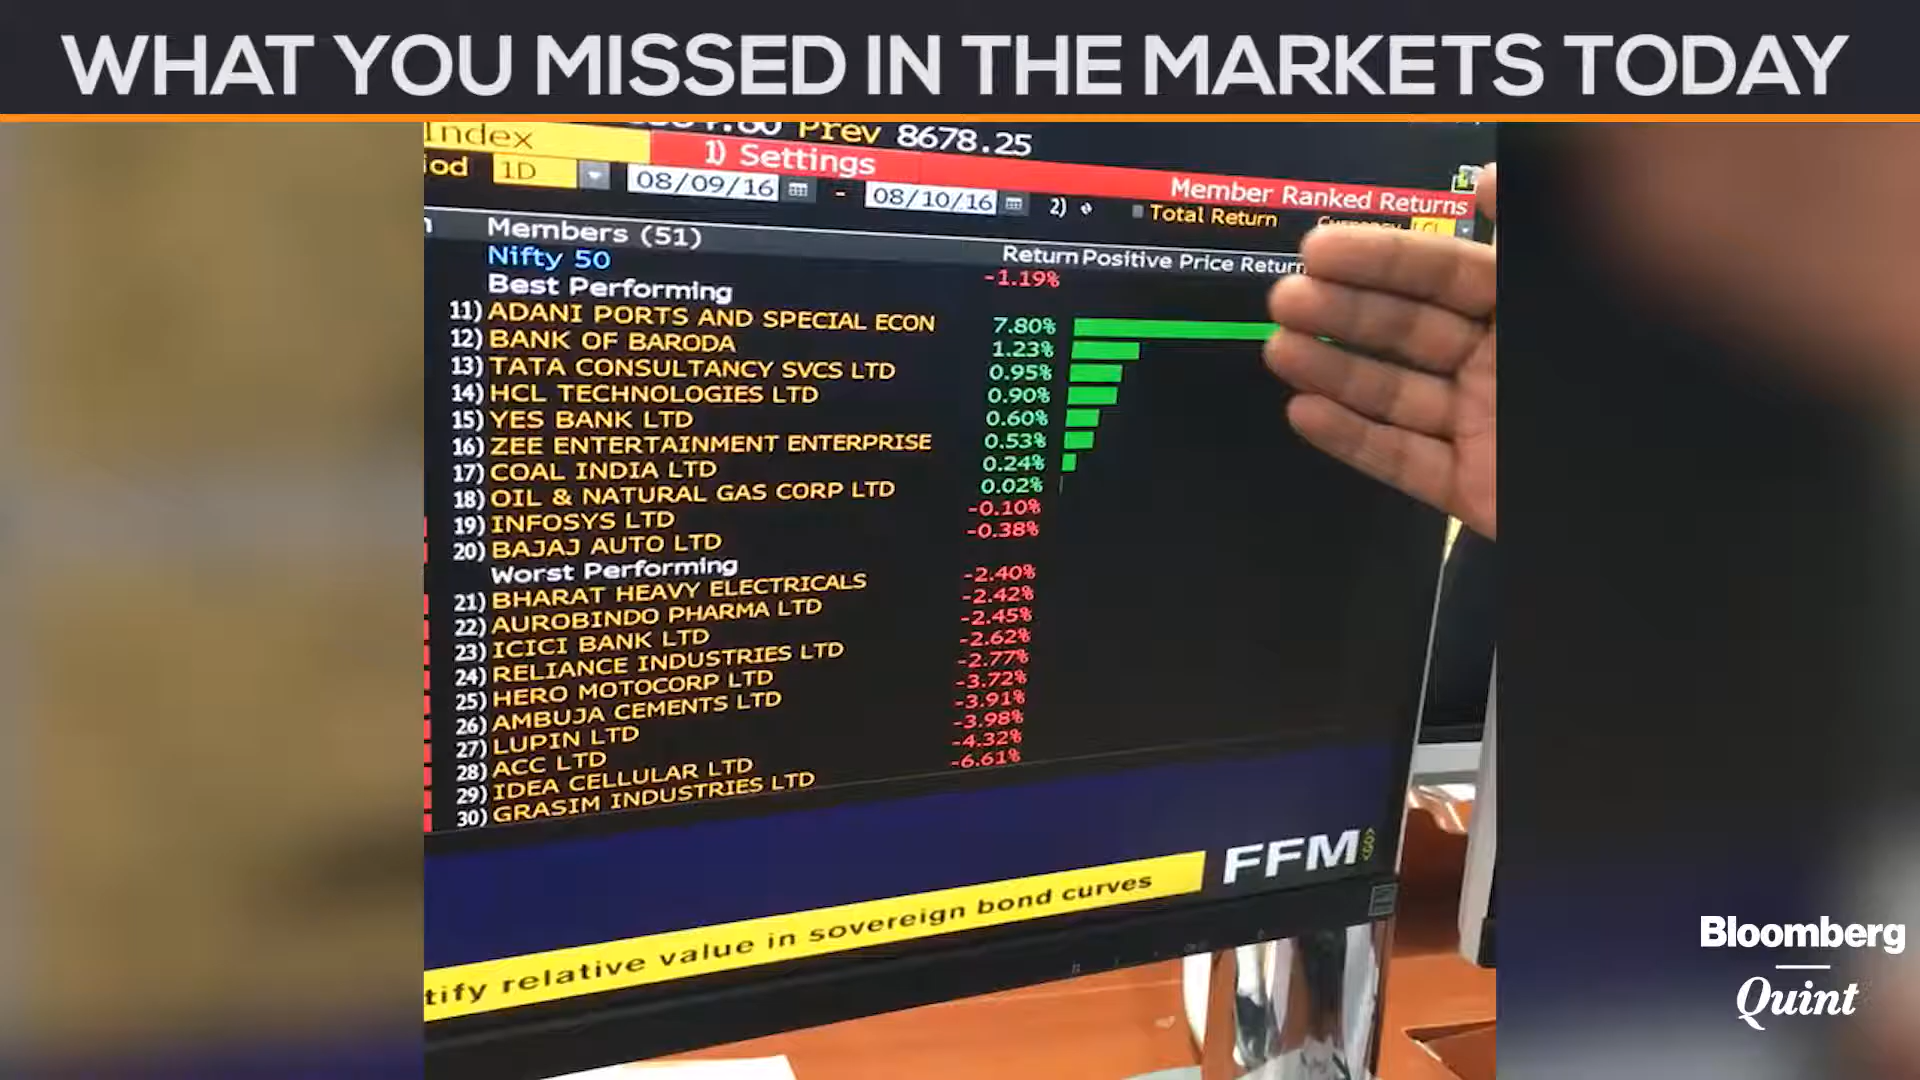 WHAT YOU MISSED IN THE MARKETS TODAY
Prev 8678.25
Index
1) Settings
Member Ranked Returns
1D
08/09/16 - 08/10/16 2)
Total Return
Members (51)
Return Positive Price Return
Nifty 50 -1.19%
Best Performing
11) ADANI PORTS AND SPECIAL ECON 7.80%
12) BANK OF BARODA 1.23%
13) TATA CONSULTANCY SVCS LTD 0.95%
14) HCL TECHNOLOGIES LTD 0.90%
15) YES BANK LTD 0.60%
16) ZEE ENTERTAINMENT ENTERPRISE 0.53%
17) COAL INDIA LTD 0.24%
18) OIL & NATURAL GAS CORP LTD 0.02%
19) INFOSYS LTD -0.10%
20) BAJAJ AUTO LTD -0.38%
Worst Performing
21) BHARAT HEAVY ELECTRICALS -2.40%
22) AUROBINDO PHARMA LTD -2.42%
23) ICICI BANK LTD -2.45%
24) RELIANCE INDUSTRIES LTD -2.62%
25) HERO MOTOCORP LTD -2.77%
26) AMBUJA CEMENTS LTD -3.72%
27) LUPIN LTD -3.91%
28) ACC LTD -3.98%
29) IDEA CELLULAR LTD -4.32%
30) GRASIM INDUSTRIES LTD -6.61%
FFM
tify relative value in sovereign bond curves
Bloomberg
Quint